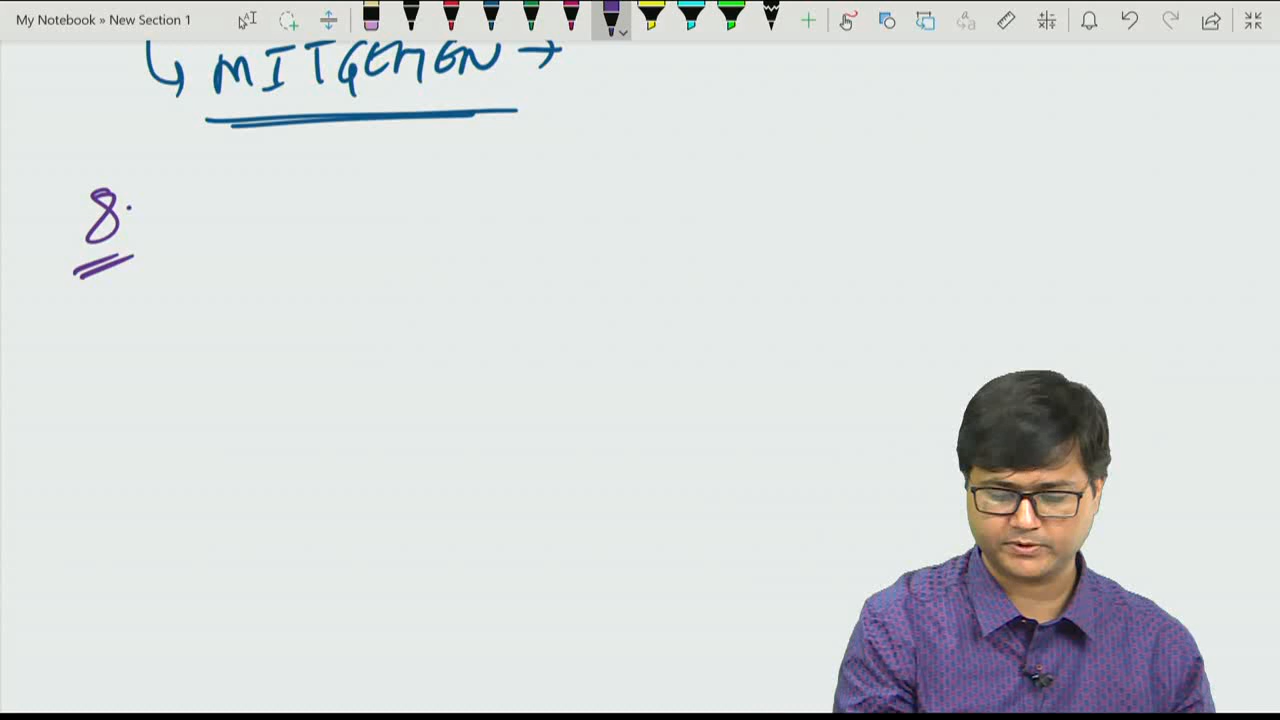 My Notebook » New Section 1
↳ MITGEMEN →
8.